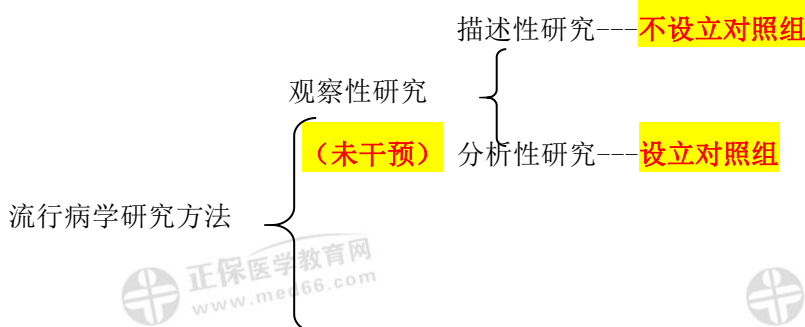 描述性研究---不设立对照组
观察性研究
（未干预） 分析性研究---设立对照组
流行病学研究方法
正保医学教育网
www.med66.com